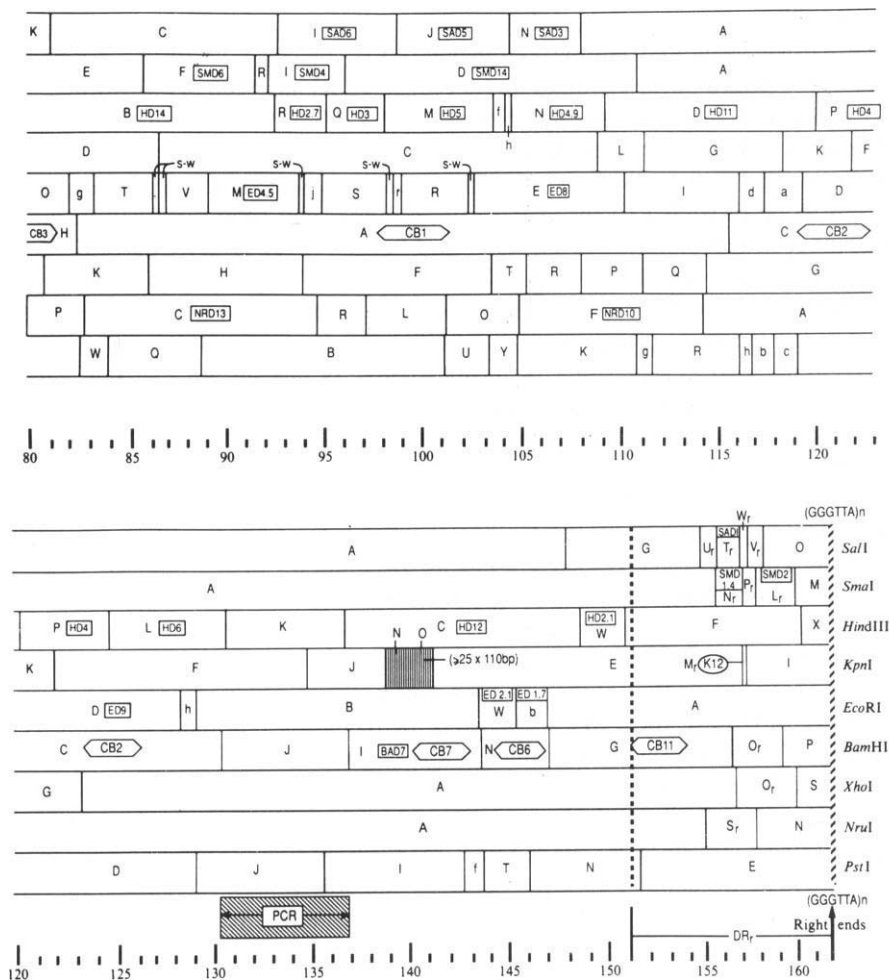 K C I SAD6 J SAD5 N SAD3 A
E F SMD6 R I SMD4 D SMD14 A
B HD14 R HD2.7 Q HD3 M HD5 f h N HD4.9 D HD11 P HD4
D C L G K F
s-w s-w s-w s-w
O g T V M ED4.5 j S r R E ED8 I d a D
CB3 H A CB1 C CB2
K H F T R P Q G
P C NRD13 R L O F NRD10 A
W Q B U Y K g R h b c
80 85 90 95 100 105 110 115 120
(GGGTTA)n
Wr
A G Ur SADI Tr Vr O SalI
A SMD 1.4 Nr Pr SMD2 Lr M SmaI
P HD4 L HD6 K C HD12 HD2.1 W F X HindIII
N O
K F J (⩾25 x 110bp) E Mr K12 I KpnI
D ED9 h B ED 2.1 W ED 1.7 b A EcoRI
C CB2 J I BAD7 CB7 N CB6 G CB11 Or P BamHI
G A Or S XhoI
A Sr N NruI
D J I f T N E PstI
PCR
(GGGTTA)n
Right ends
DRr
120 125 130 135 140 145 150 155 160